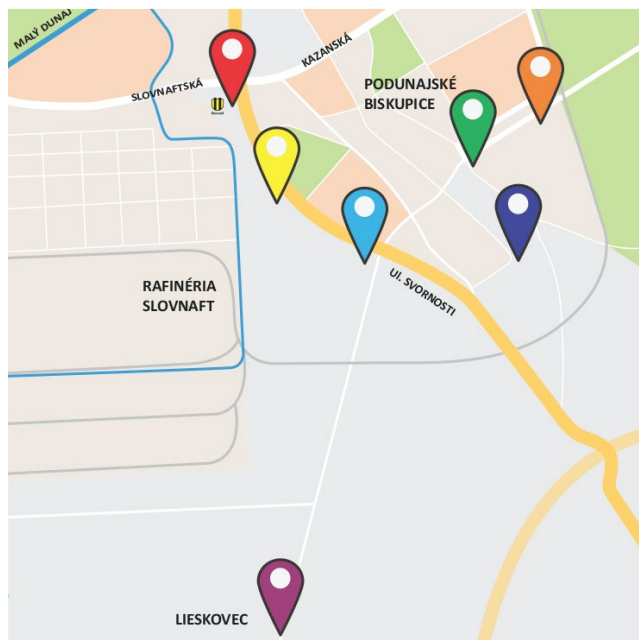 MALÝ DUNAJ
KAZANSKÁ
SLOVNAFTSKÁ
PODUNAJSKÉ
BISKUPICE
RAFINÉRIA
SLOVNAFT
Ul. SVORNOSTI
LIESKOVEC